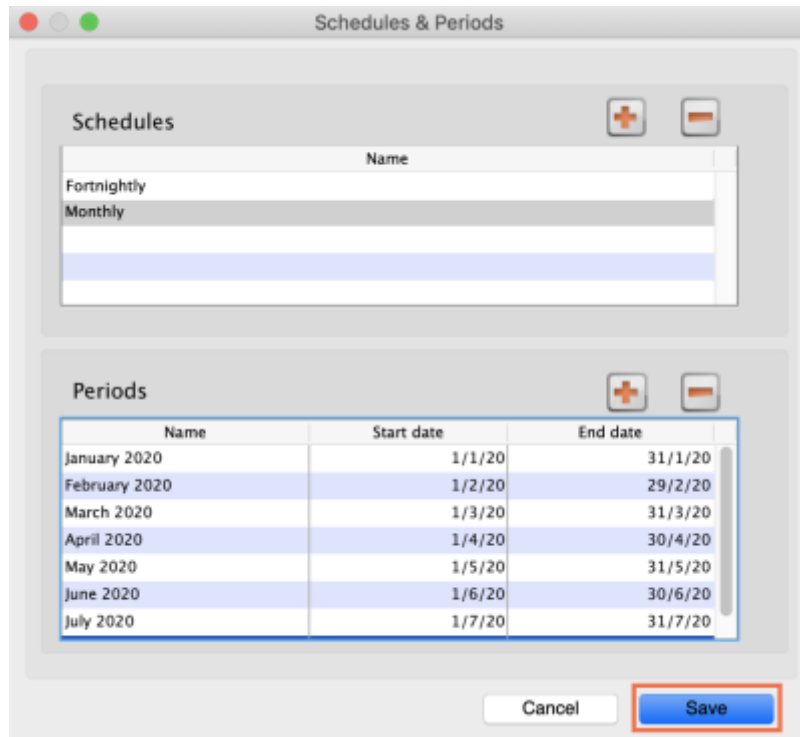 Schedules & Periods
Schedules
Name
Fortnightly
Monthly
Periods
Name Start date End date
January 2020 1/1/20 31/1/20
February 2020 1/2/20 29/2/20
March 2020 1/3/20 31/3/20
April 2020 1/4/20 30/4/20
May 2020 1/5/20 31/5/20
June 2020 1/6/20 30/6/20
July 2020 1/7/20 31/7/20
Cancel Save